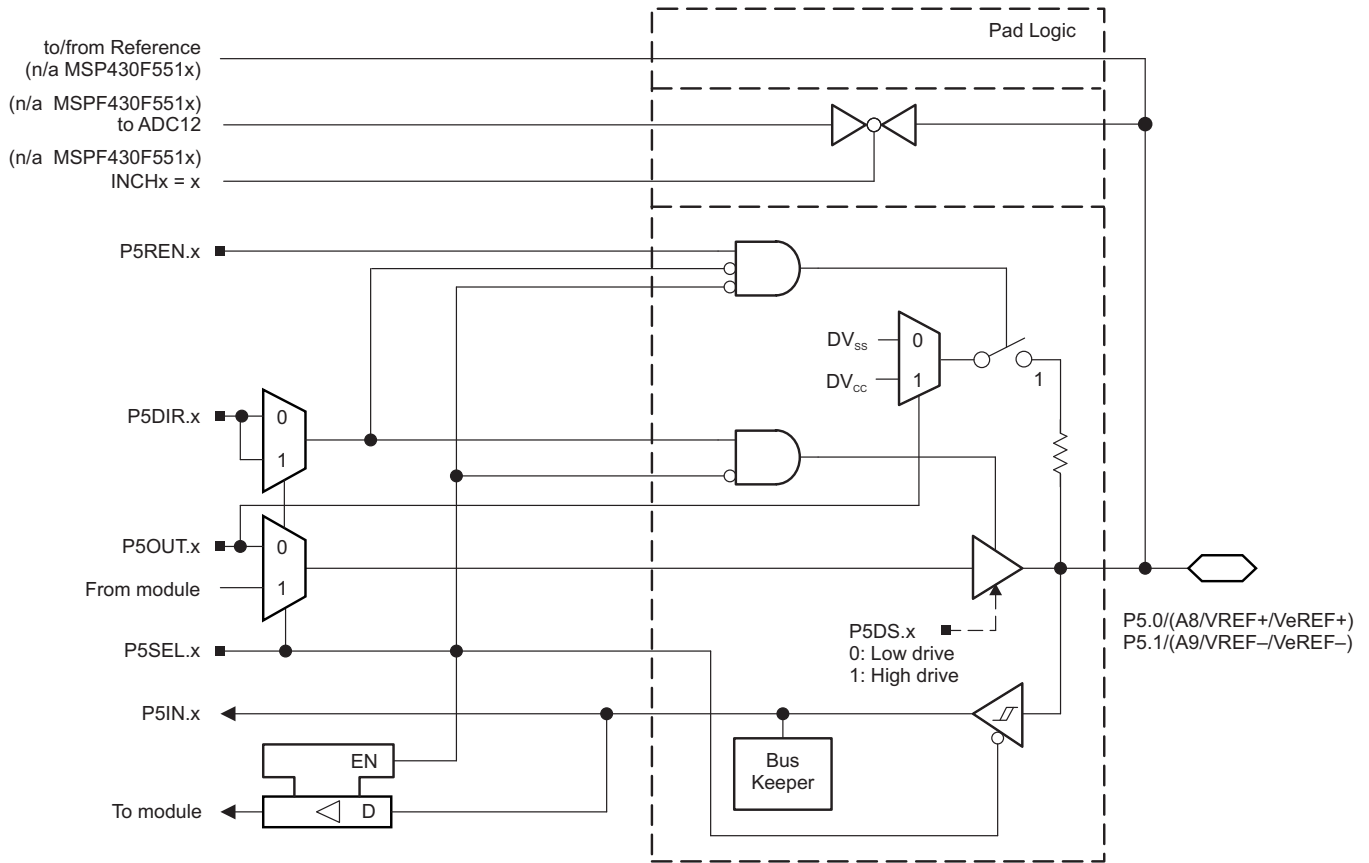 Pad Logic
to/from Reference
(n/a MSP430F551x)
(n/a MSPF430F551x)
to ADC12
(n/a MSPF430F551x)
INCHx = x
P5REN.x
DVSS
0
DVCC
1
1
P5DIR.x
0
1
P5OUT.x
0
From module
1
P5SEL.x
P5DS.x
0: Low drive
1: High drive
P5.0/(A8/VREF+/VeREF+)
P5.1/(A9/VREF–/VeREF–)
P5IN.x
Bus
Keeper
EN
To module
D